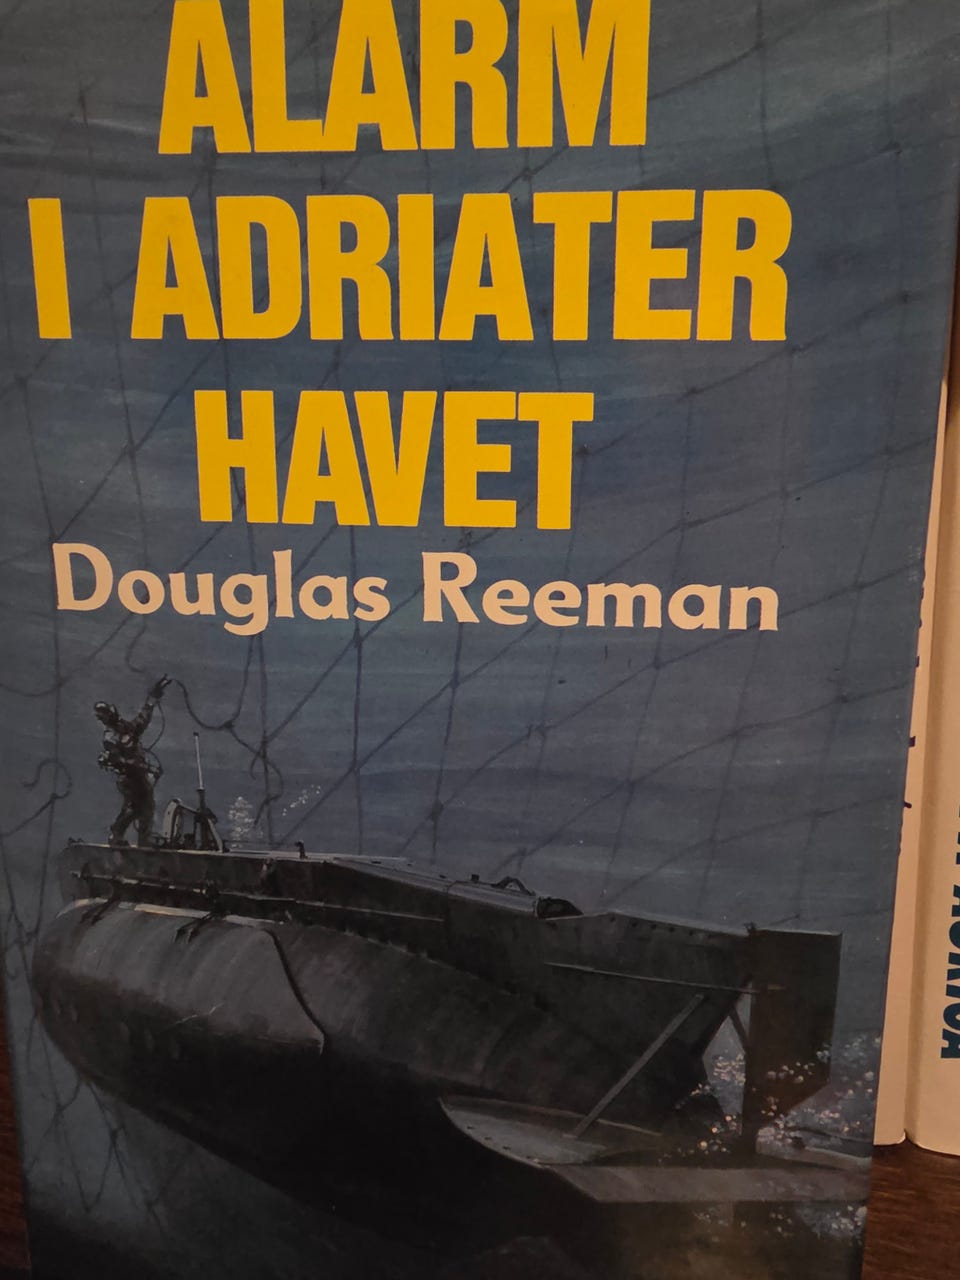 ALARM
I ADRIATER
HAVET
Douglas Reeman